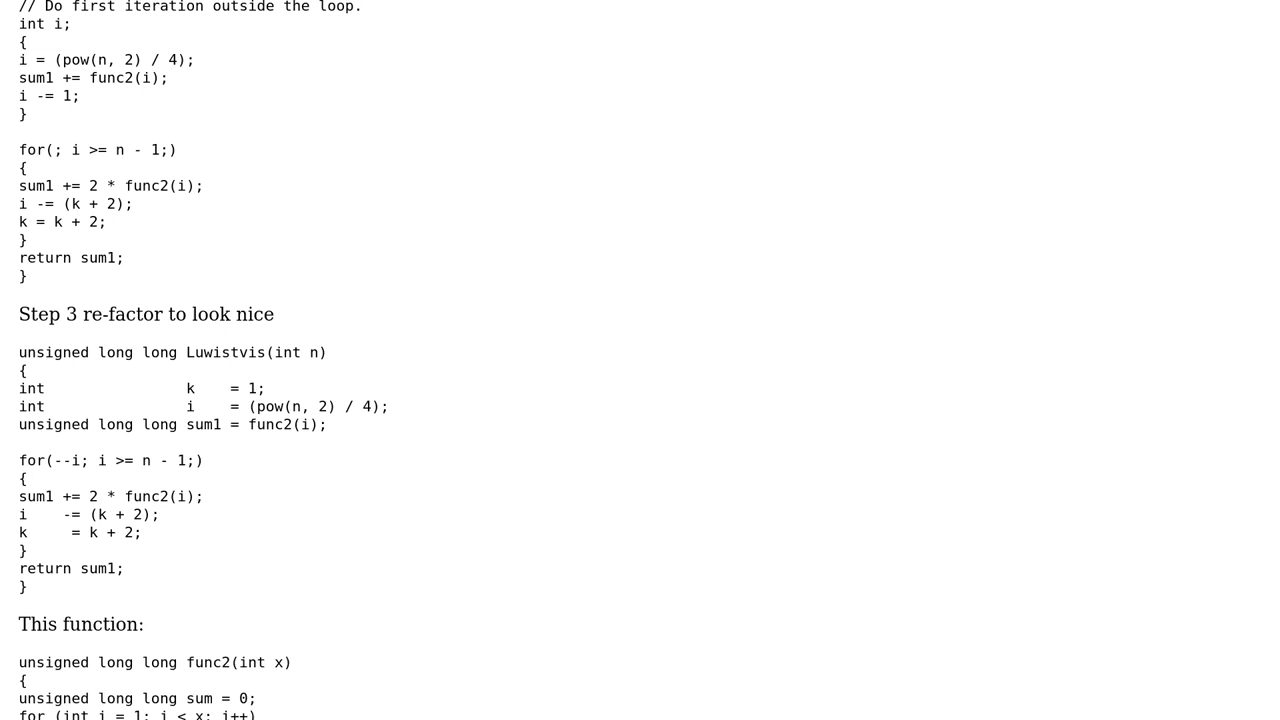 // Do first iteration outside the loop.
int i;
{
i = (pow(n, 2) / 4);
sum1 += func2(i);
i -= 1;
}
for(; i >= n - 1;)
{
sum1 += 2 * func2(i);
i -= (k + 2);
k = k + 2;
}
return sum1;
}
Step 3 re-factor to look nice
unsigned long long Luwistvis(int n)
{
int                k    = 1;
int                i    = (pow(n, 2) / 4);
unsigned long long sum1 = func2(i);
for(--i; i >= n - 1;)
{
sum1 += 2 * func2(i);
i    -= (k + 2);
k     = k + 2;
}
return sum1;
}
This function:
unsigned long long func2(int x)
{
unsigned long long sum = 0;
for (int i = 1; i < x; i++)